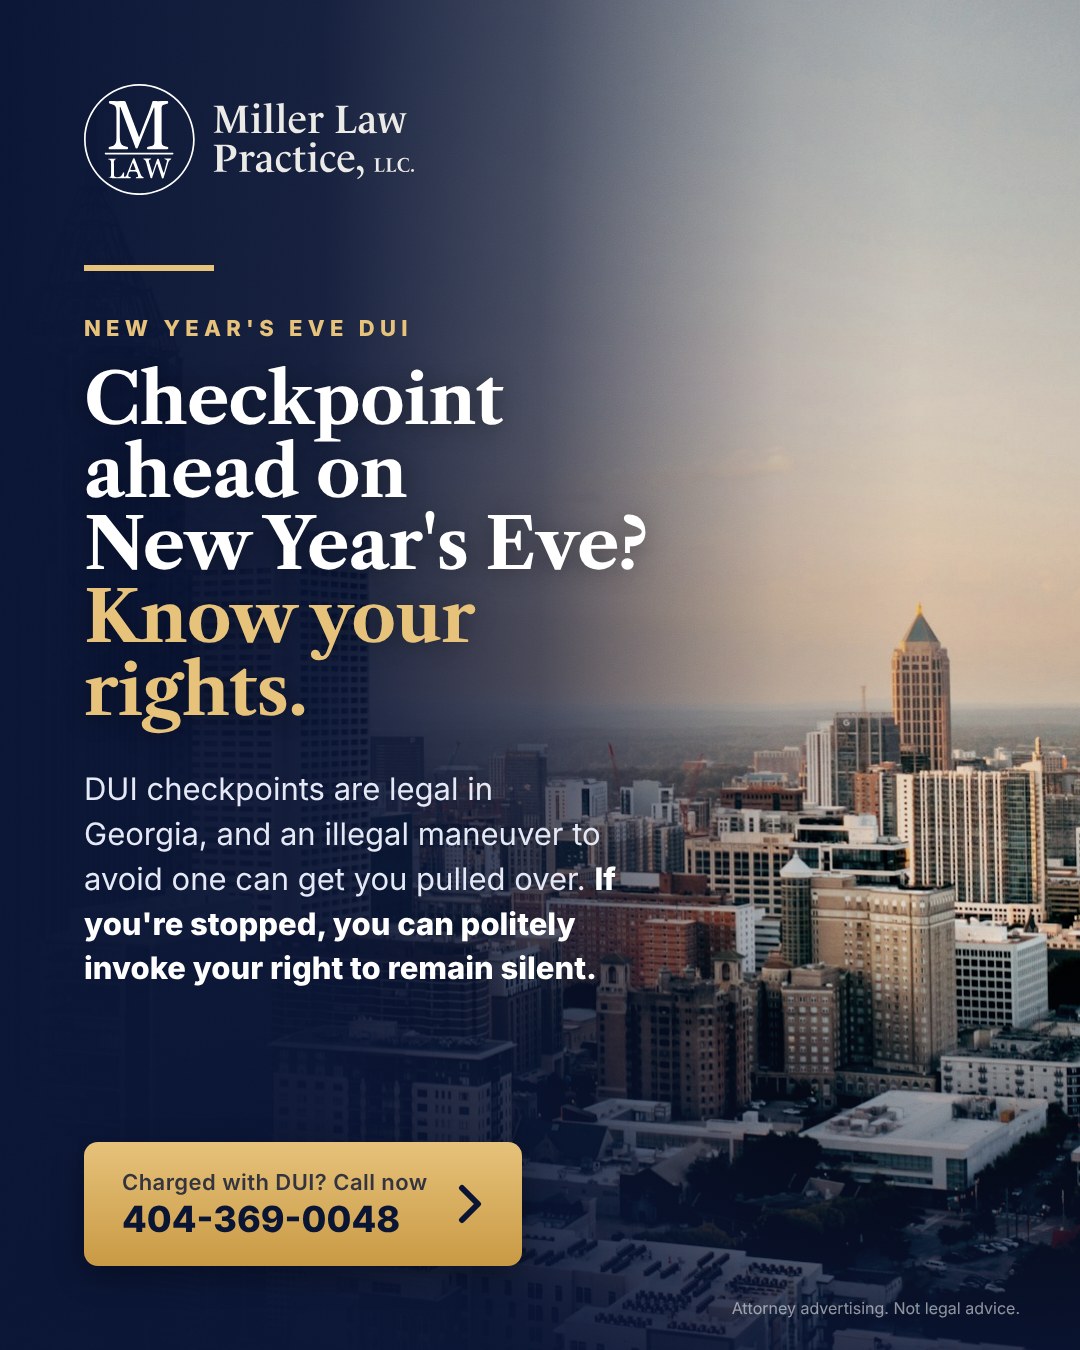 M
LAW
Miller Law
Practice, LLC.
NEW YEAR'S EVE DUI
Checkpoint
ahead on
New Year's Eve?
Know your
rights.
DUI checkpoints are legal in
Georgia, and an illegal maneuver to
avoid one can get you pulled over. If
you're stopped, you can politely
invoke your right to remain silent.
Charged with DUI? Call now
404-369-0048
Attorney advertising. Not legal advice.